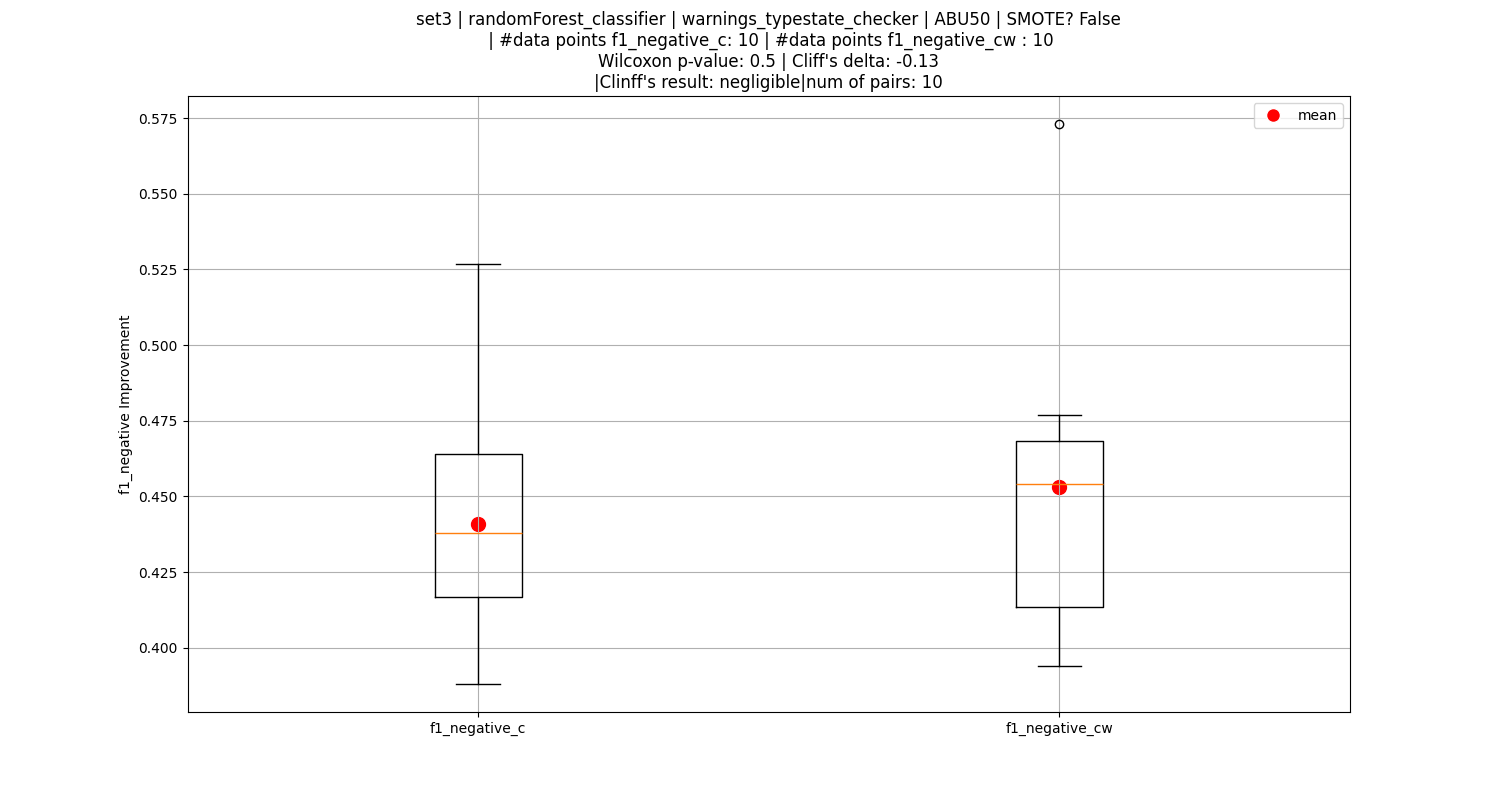 set3 | randomForest_classifier | warnings_typestate_checker | ABU50 | SMOTE? False
| #data points f1_negative_c: 10 | #data points f1_negative_cw : 10
Wilcoxon p-value: 0.5 | Cliff's delta: -0.13
|Clinff's result: negligible|num of pairs: 10
mean
0.575
0.550
0.525
0.500
0.475
0.450
0.425
0.400
f1_negative Improvement
f1_negative_c
f1_negative_cw